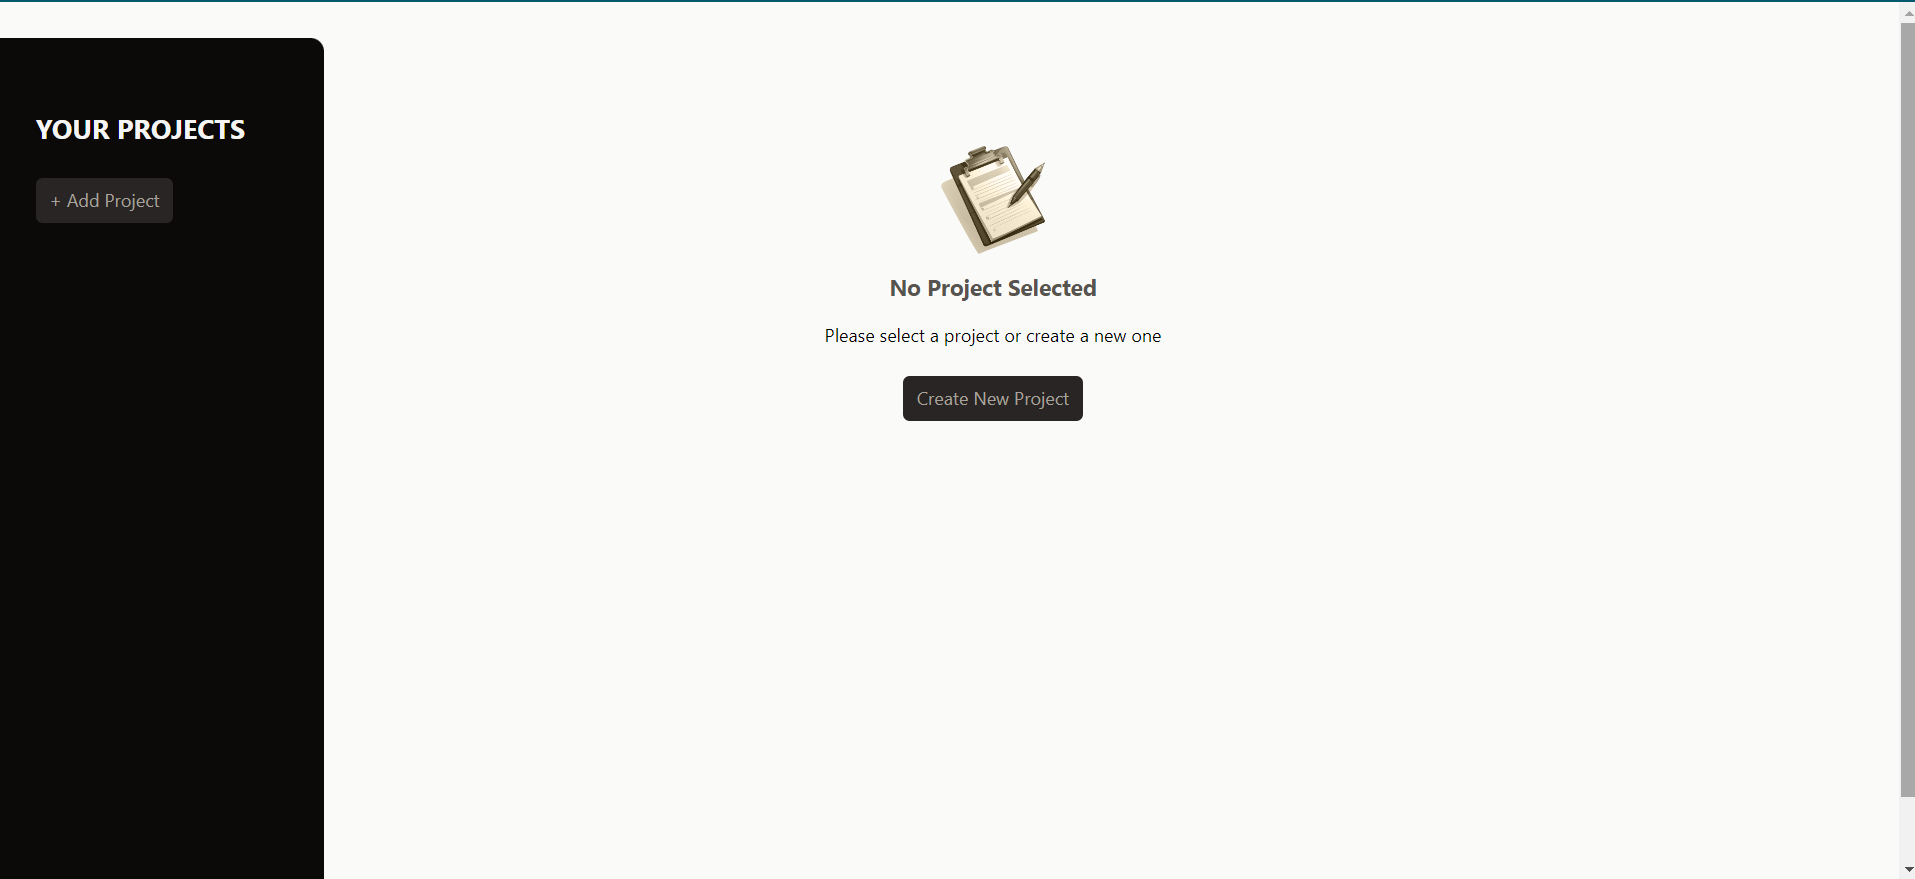 YOUR PROJECTS
+ Add Project
No Project Selected
Please select a project or create a new one
Create New Project